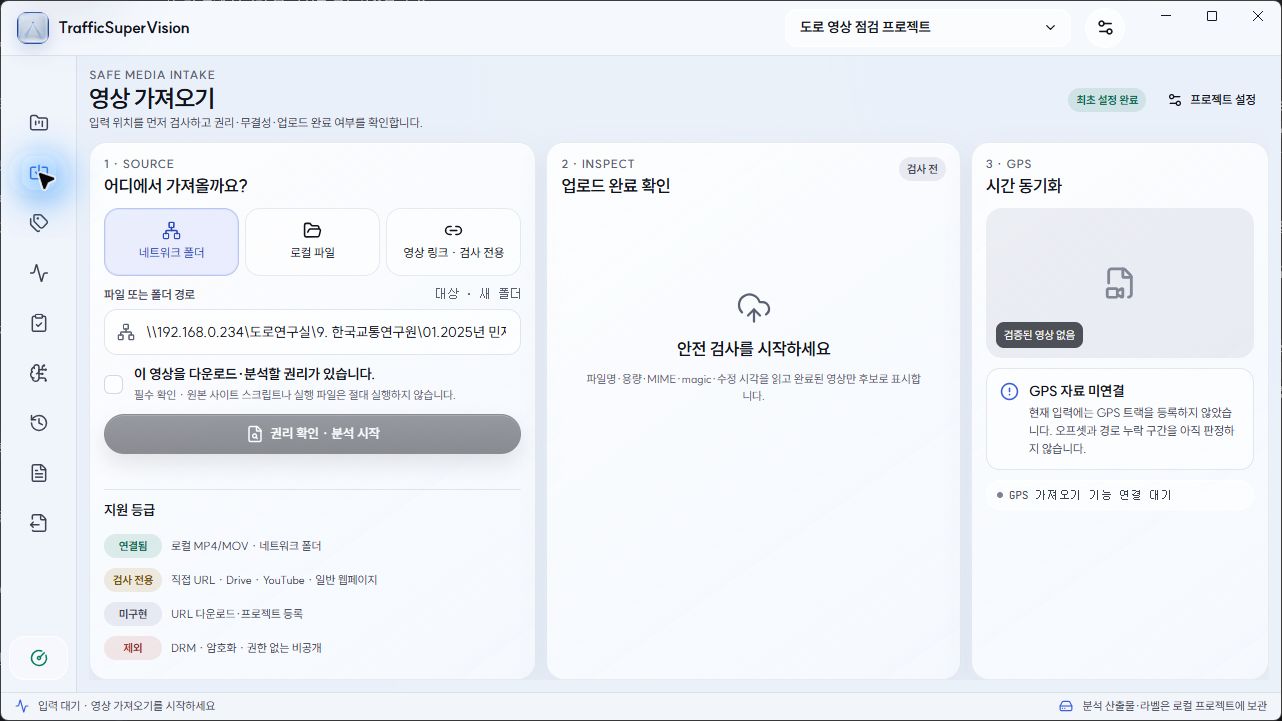 TrafficSuperVision
도로 영상 점검 프로젝트
SAFE MEDIA INTAKE
영상 가져오기
입력 위치를 먼저 검사하고 권리·무결성·업로드 완료 여부를 확인합니다.
최초 설정 완료
프로젝트 설정
1 · SOURCE
어디에서 가져올까요?
네트워크 폴더
로컬 파일
영상 링크 · 검사 전용
파일 또는 폴더 경로
대상 · 새 폴더
\\192.168.0.234\도로연구실\9. 한국교통연구원\01.2025년 민자
이 영상을 다운로드·분석할 권리가 있습니다.
필수 확인 · 원본 사이트 스크립트나 실행 파일은 절대 실행하지 않습니다.
권리 확인 · 분석 시작
지원 등급
연결됨
로컬 MP4/MOV · 네트워크 폴더
검사 전용
직접 URL · Drive · YouTube · 일반 웹페이지
미구현
URL 다운로드·프로젝트 등록
제외
DRM · 암호화 · 권한 없는 비공개
2 · INSPECT
업로드 완료 확인
검사 전
안전 검사를 시작하세요
파일명·용량·MIME·magic·수정 시각을 읽고 완료된 영상만 후보로 표시합
니다.
3 · GPS
시간 동기화
검증된 영상 없음
GPS 자료 미연결
현재 입력에는 GPS 트랙을 등록하지 않았습
니다. 오프셋과 경로 누락 구간을 아직 판정하
지 않습니다.
GPS 가져오기 기능 연결 대기
입력 대기 · 영상 가져오기를 시작하세요
분석 산출물·라벨은 로컬 프로젝트에 보관